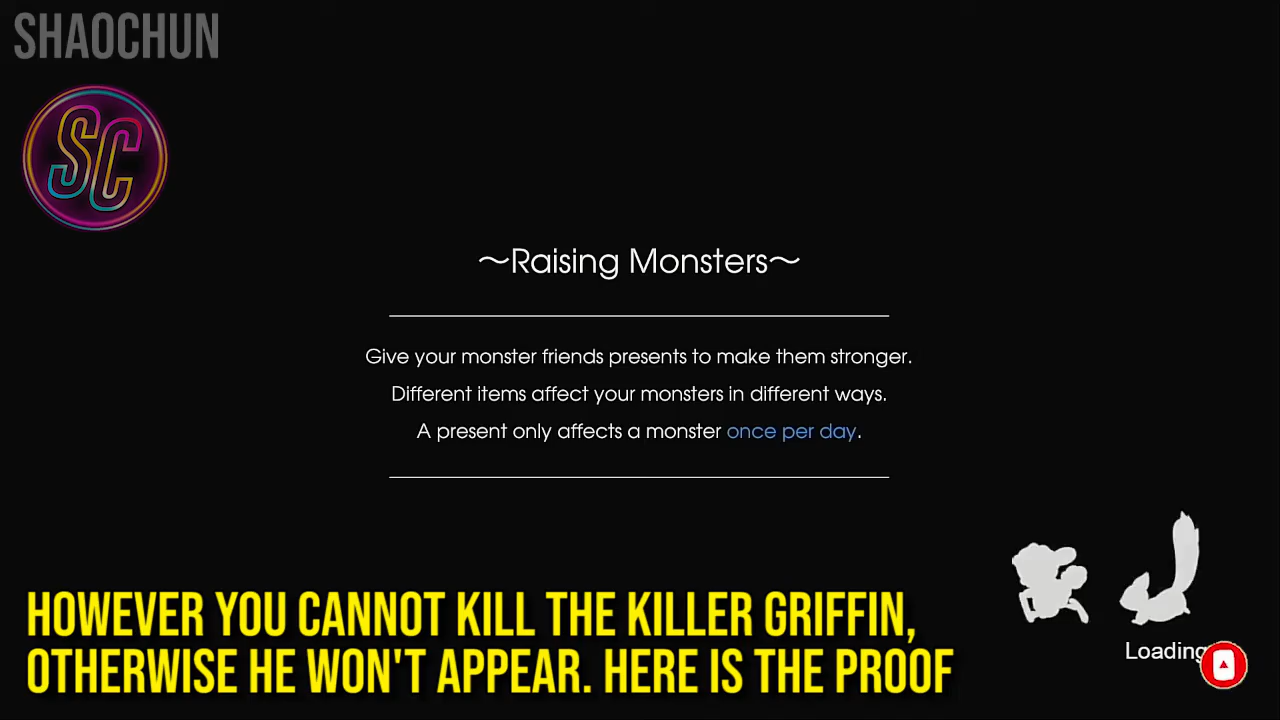 SHAOCHUN
SC
～Raising Monsters～
Give your monster friends presents to make them stronger.
Different items affect your monsters in different ways.
A present only affects a monster once per day.
HOWEVER YOU CANNOT KILL THE KILLER GRIFFIN,
OTHERWISE HE WON'T APPEAR. HERE IS THE PROOF
Loading